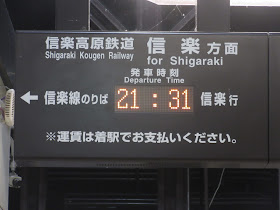 信楽高原鉄道 信楽方面
Shigaraki Kougen Railway for Shigaraki
発車時刻
Departure Time
← 信楽線のりば 21:31 信楽行
※運賃は着駅でお支払いください。